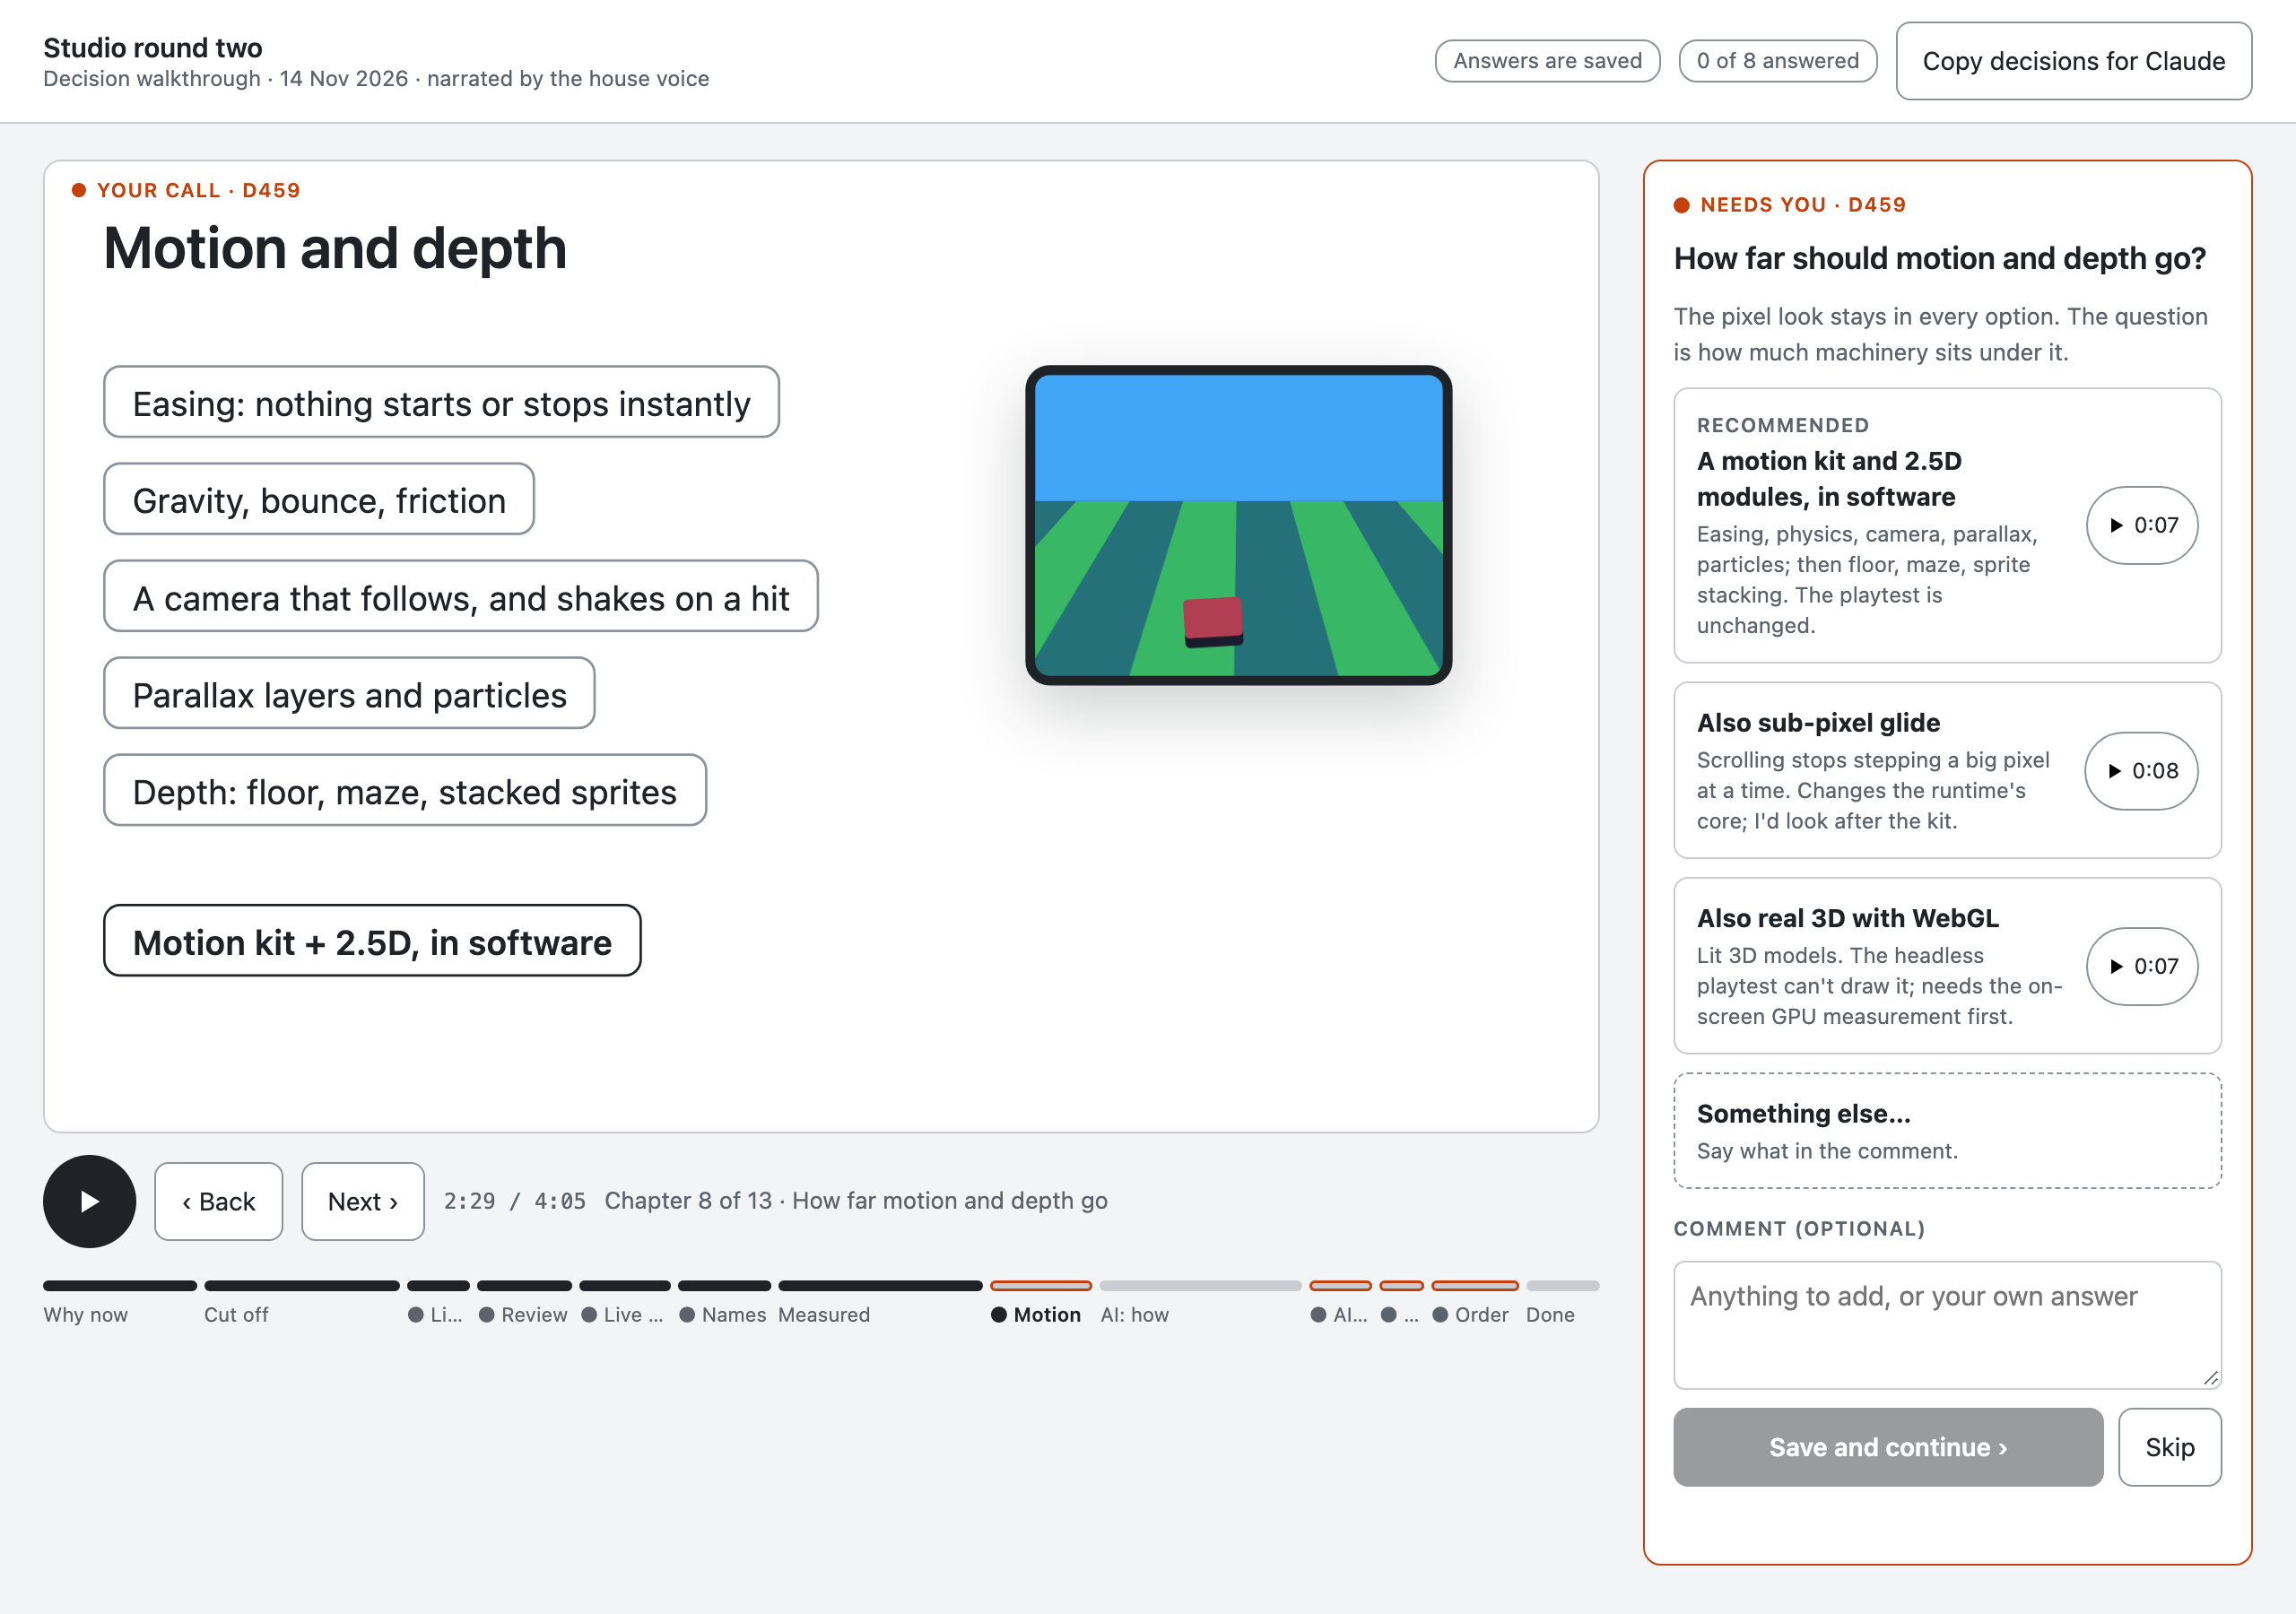 Studio round two
Decision walkthrough · 14 Nov 2026 · narrated by the house voice
Answers are saved
0 of 8 answered
Copy decisions for Claude
YOUR CALL · D459
Motion and depth
Easing: nothing starts or stops instantly
Gravity, bounce, friction
A camera that follows, and shakes on a hit
Parallax layers and particles
Depth: floor, maze, stacked sprites
Motion kit + 2.5D, in software
‹ Back
Next ›
2:29 / 4:05
Chapter 8 of 13 · How far motion and depth go
Why now
Cut off
Li...
Review
Live ...
Names
Measured
Motion
AI: how
AI...
...
Order
Done
NEEDS YOU · D459
How far should motion and depth go?
The pixel look stays in every option. The question
is how much machinery sits under it.
RECOMMENDED
A motion kit and 2.5D
modules, in software
Easing, physics, camera, parallax,
particles; then floor, maze, sprite
stacking. The playtest is
unchanged.
0:07
Also sub-pixel glide
Scrolling stops stepping a big pixel
at a time. Changes the runtime's
core; I'd look after the kit.
0:08
Also real 3D with WebGL
Lit 3D models. The headless
playtest can't draw it; needs the on-
screen GPU measurement first.
0:07
Something else...
Say what in the comment.
COMMENT (OPTIONAL)
Anything to add, or your own answer
Save and continue ›
Skip